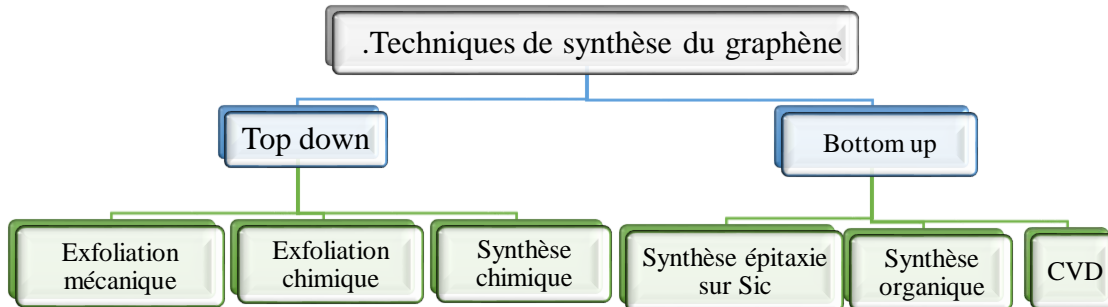 .Techniques de synthèse du graphène
Top down
Bottom up
Exfoliation
mécanique
Exfoliation
chimique
Synthèse
chimique
Synthèse épitaxie
sur Sic
Synthèse
organique
CVD